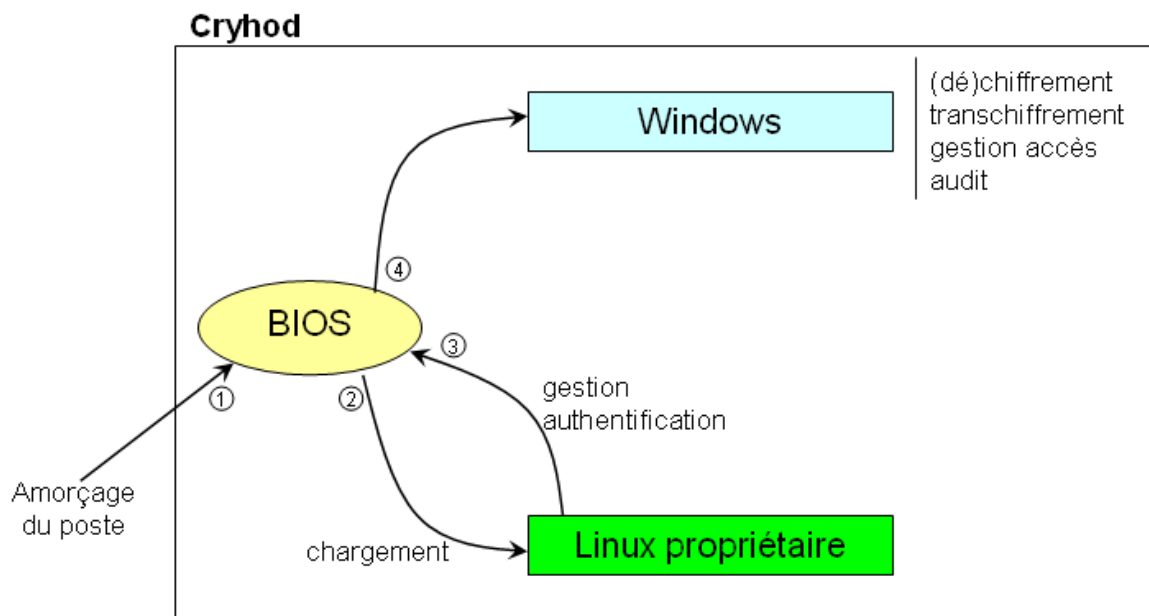 Cryhod
Windows
(dé)chiffrement
transchiffrement
gestion accès
audit
④
BIOS
③
①
②
gestion
authentification
Amorçage
du poste
chargement
Linux propriétaire